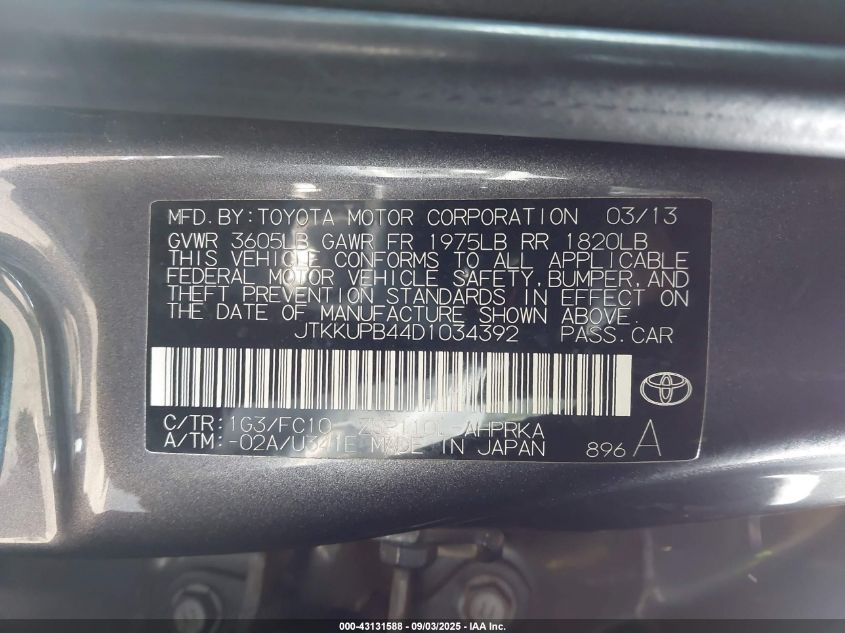 MFD.BY:TOYOTA MOTOR CORPORATION 03/13
GVWR 3605LB GAWR FR 1975LB RR 1820LB
THIS VEHICLE CONFORMS TO ALL APPLICABLE
FEDERAL MOTOR VEHICLE SAFETY,BUMPER,AND
THEFT PREVENTION STANDARDS IN EFFECT ON
THE DATE OF MANUFACTURE SHOWN ABOVE.
JTKKUPB44D1034392 PASS.CAR
C/TR:1G3/FC10 -AHPRKA
A/TM:-02A/U341E MADE IN JAPAN 896 A
000-43131588 - 09/03/2025 - IAA Inc.